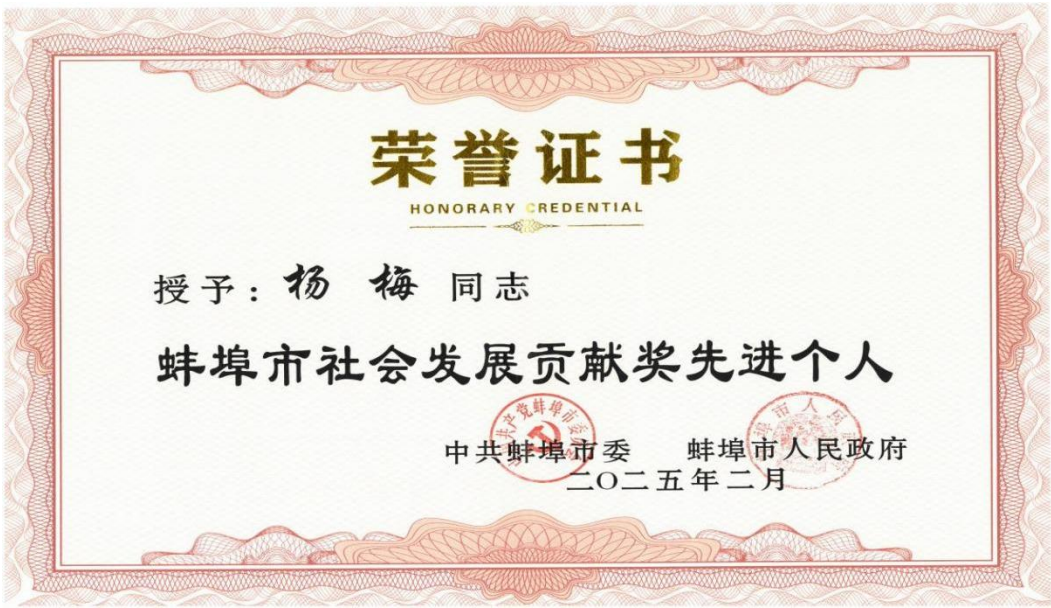 荣誉证书
HONORARY CREDENTIAL
授予：杨 梅 同志
蚌埠市社会发展贡献奖先进个人
中共蚌埠市委 蚌埠市人民政府
二〇二五年二月